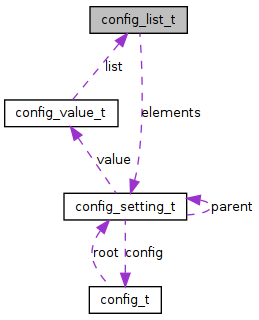 config_list_t
list
config_value_t
elements
value
config_setting_t
parent
root
config
config_t